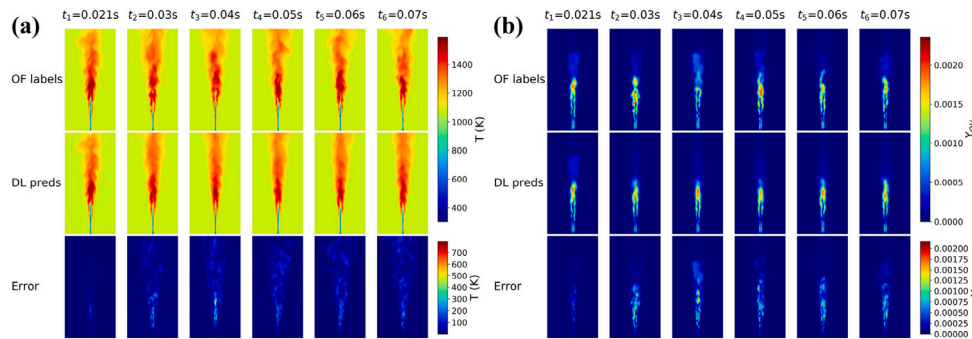 (a)
t₁=0.021s t₂=0.03s t₃=0.04s t₄=0.05s t₅=0.06s t₆=0.07s
OF labels
DL preds
Error
1400
1200
1000
800
600
400
T (K)
800
700
600
500
400
300
200
100
T (K)
(b)
t₁=0.021s t₂=0.03s t₃=0.04s t₄=0.05s t₅=0.06s t₆=0.07s
OF labels
DL preds
Error
0.0020
0.0015
0.0010
0.0005
0.0000
0.00200
0.00175
0.00150
0.00125
0.00100
0.00075
0.00050
0.00025
0.00000